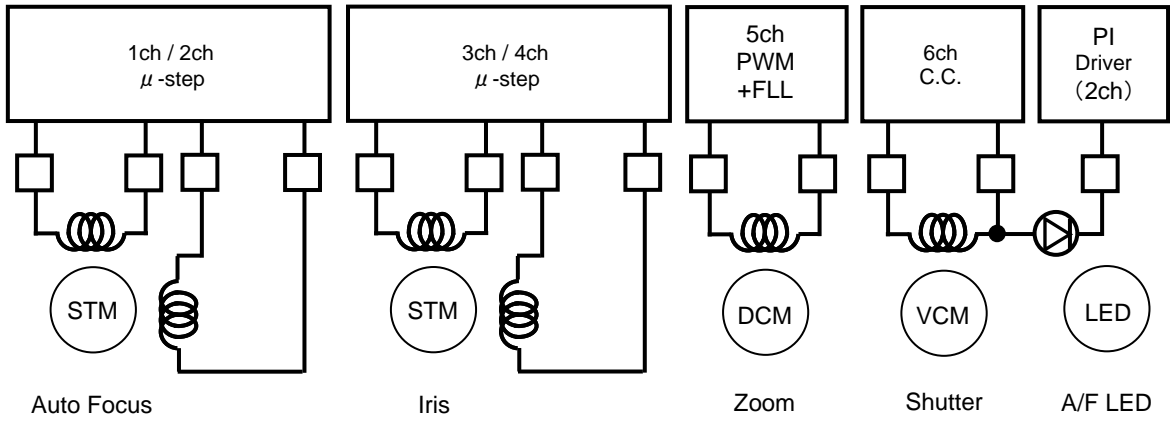 1ch / 2ch
μ -step
3ch / 4ch
μ -step
5ch
PWM
+FLL
6ch
C.C.
PI
Driver
（2ch）
STM
STM
DCM
VCM
LED
Auto Focus
Iris
Zoom
Shutter
A/F LED